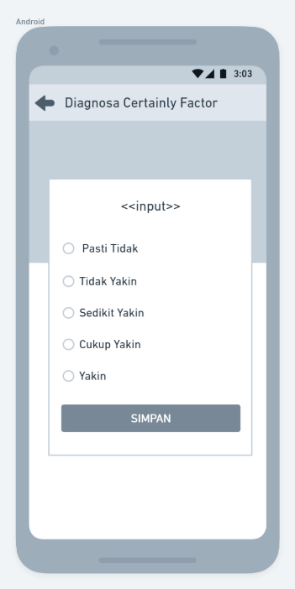 Android
3:03
Diagnosa Certainly Factor
<<input>>
Pasti Tidak
Tidak Yakin
Sedikit Yakin
Cukup Yakin
Yakin
SIMPAN